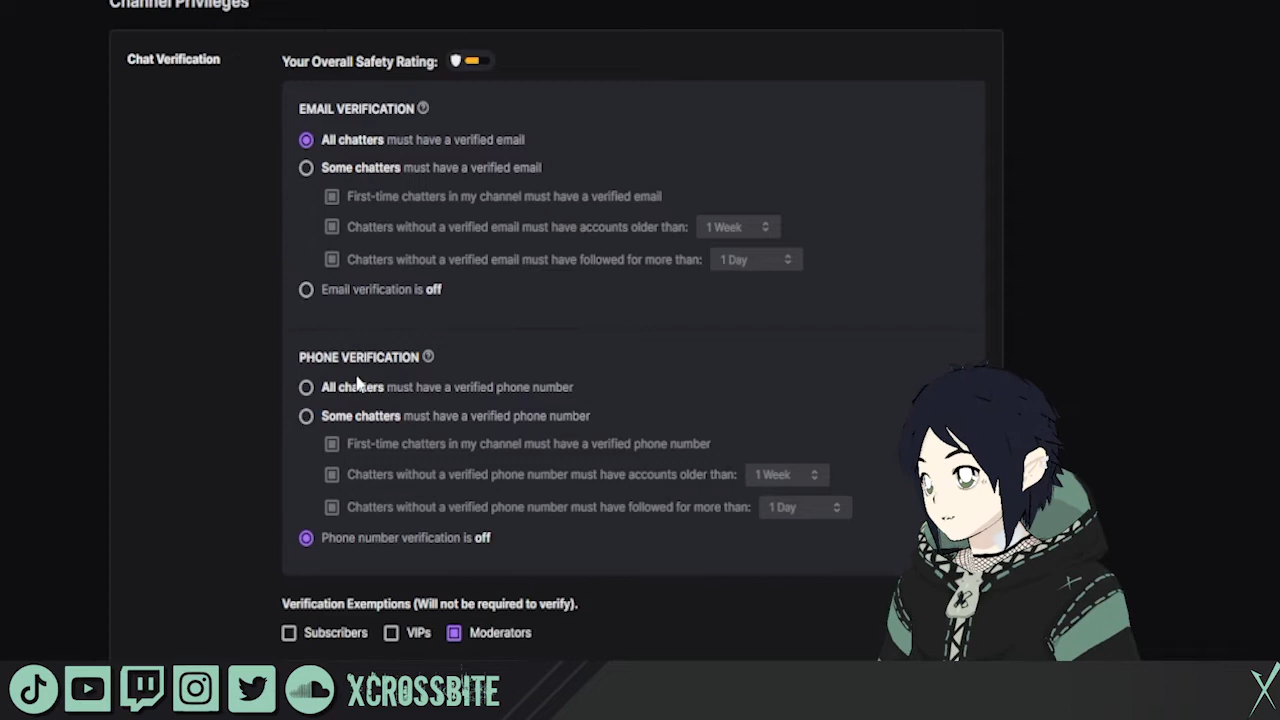 Channel Privileges
Chat Verification
Your Overall Safety Rating:
EMAIL VERIFICATION
All chatters must have a verified email
Some chatters must have a verified email
First-time chatters in my channel must have a verified email
Chatters without a verified email must have accounts older than: 1 Week
Chatters without a verified email must have followed for more than: 1 Day
Email verification is off
PHONE VERIFICATION
All chatters must have a verified phone number
Some chatters must have a verified phone number
First-time chatters in my channel must have a verified phone number
Chatters without a verified phone number must have accounts older than: 1 Week
Chatters without a verified phone number must have followed for more than: 1 Day
Phone number verification is off
Verification Exemptions (Will not be required to verify).
Subscribers VIPs Moderators
XCROSSBITE
X